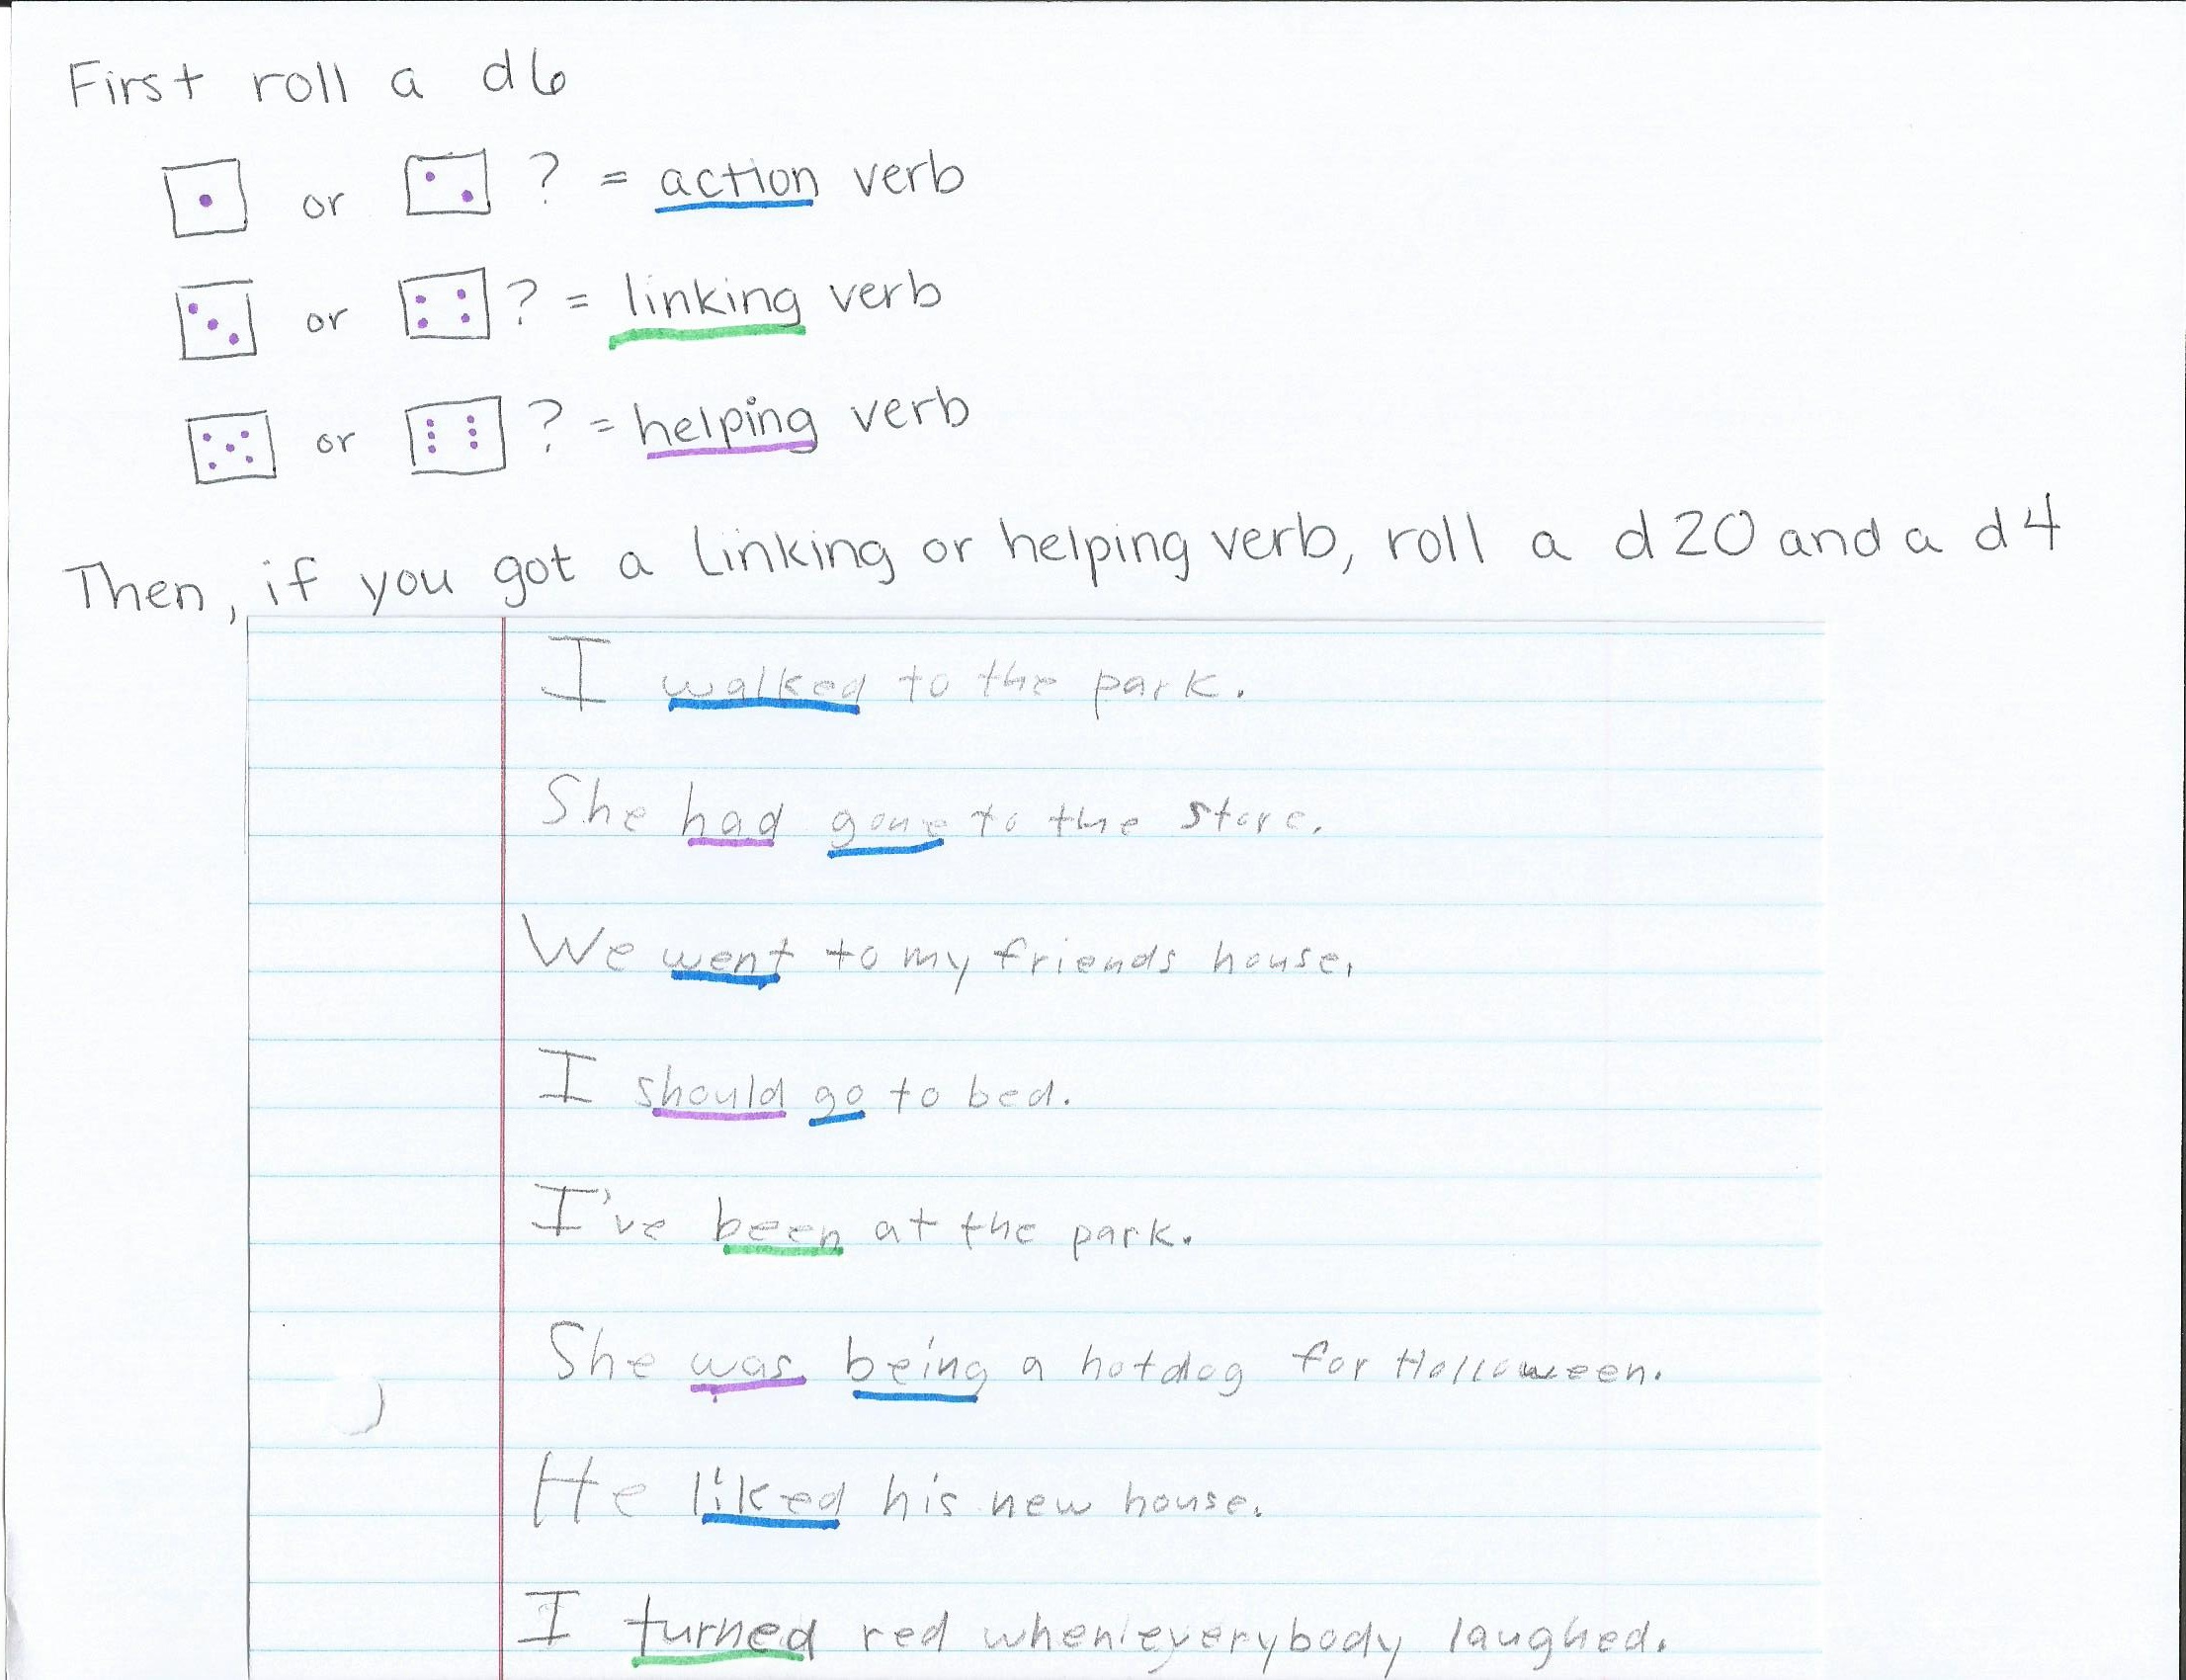 First roll a d6
or ? = action verb
or ? = linking verb
or ? = helping verb
Then, if you got a linking or helping verb, roll a d20 and a d4
I walked to the park.
She had gone to the store.
We went to my friends house.
I should go to bed.
I've been at the park.
She was being a hotdog for Halloween.
He liked his new house.
I turned red when everybody laughed.